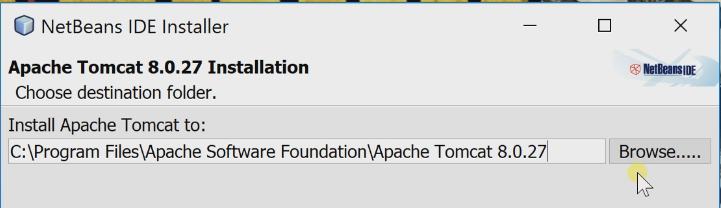 NetBeans IDE Installer
Apache Tomcat 8.0.27 Installation
NetBeans IDE
Choose destination folder.
Install Apache Tomcat to:
C:\Program Files\Apache Software Foundation\Apache Tomcat 8.0.27
Browse.....